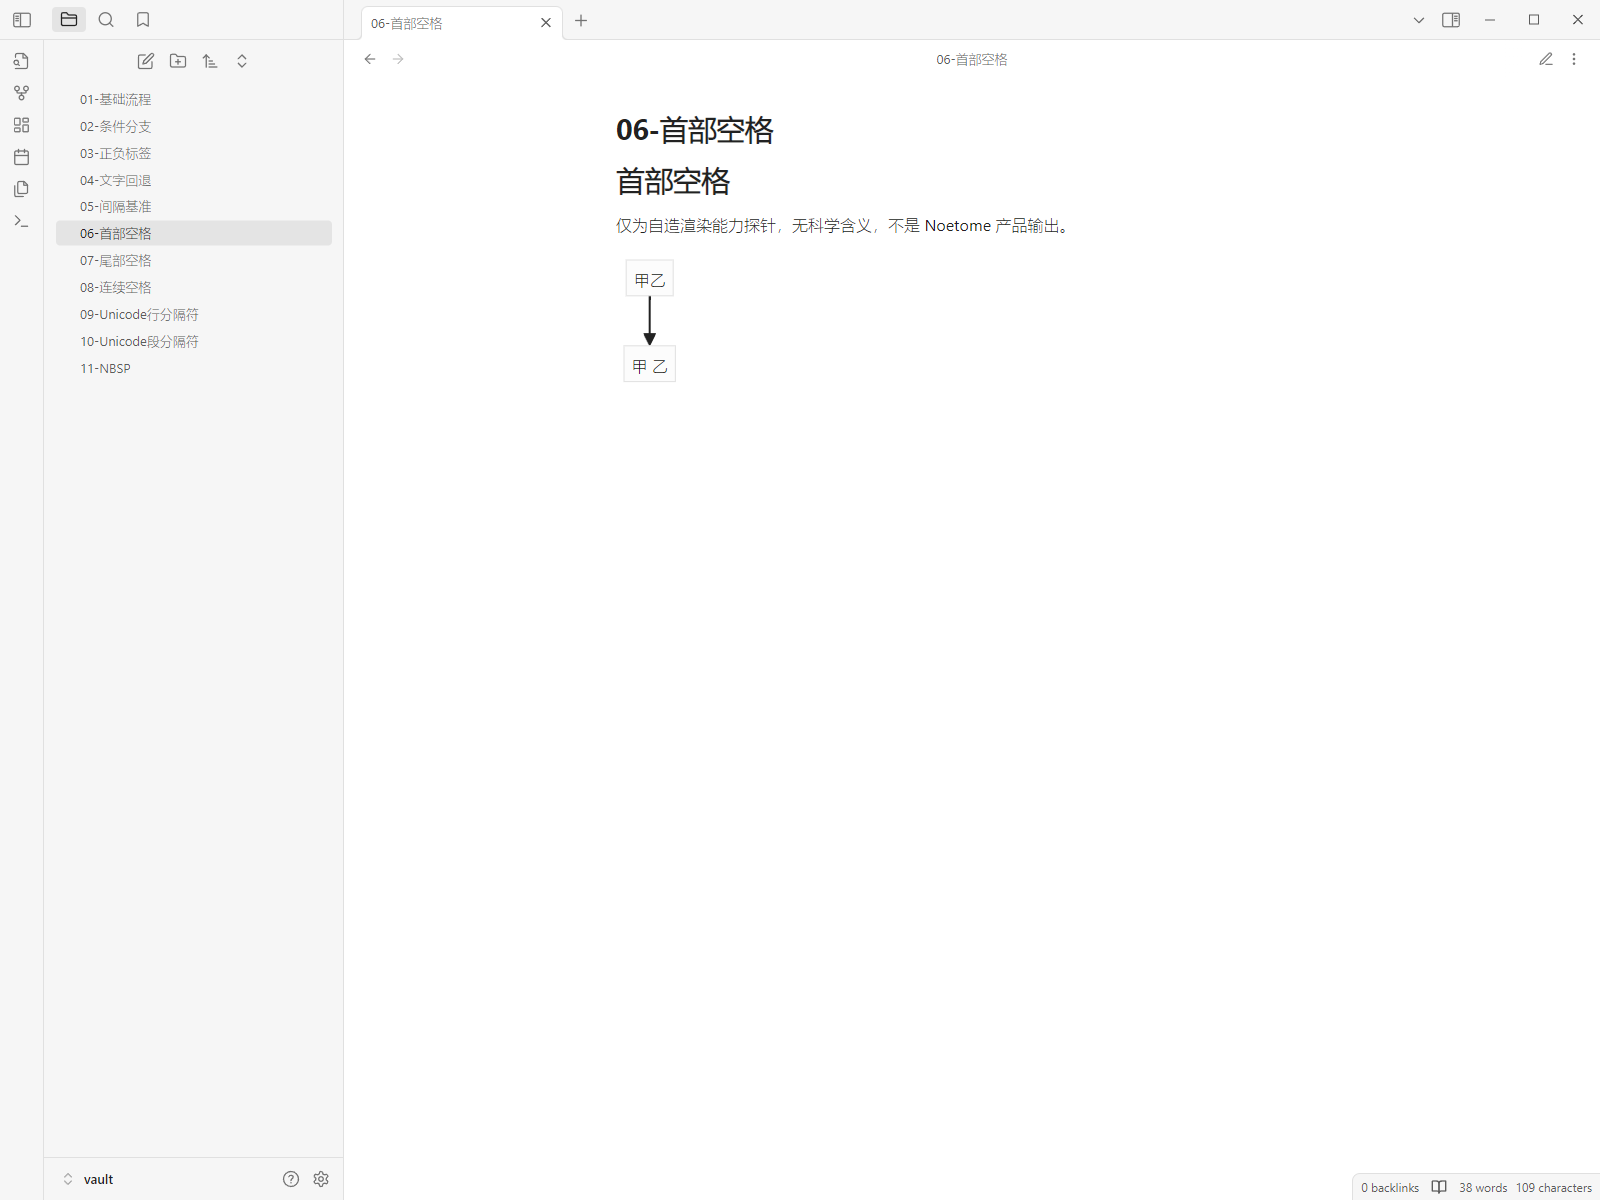 06-首部空格
06-首部空格
01-基础流程
02-条件分支
03-正负标签
04-文字回退
05-间隔基准
06-首部空格
07-尾部空格
08-连续空格
09-Unicode行分隔符
10-Unicode段分隔符
11-NBSP
06-首部空格
首部空格
仅为自造渲染能力探针，无科学含义，不是 Noetome 产品输出。
甲乙
甲 乙
vault
0 backlinks 38 words 109 characters